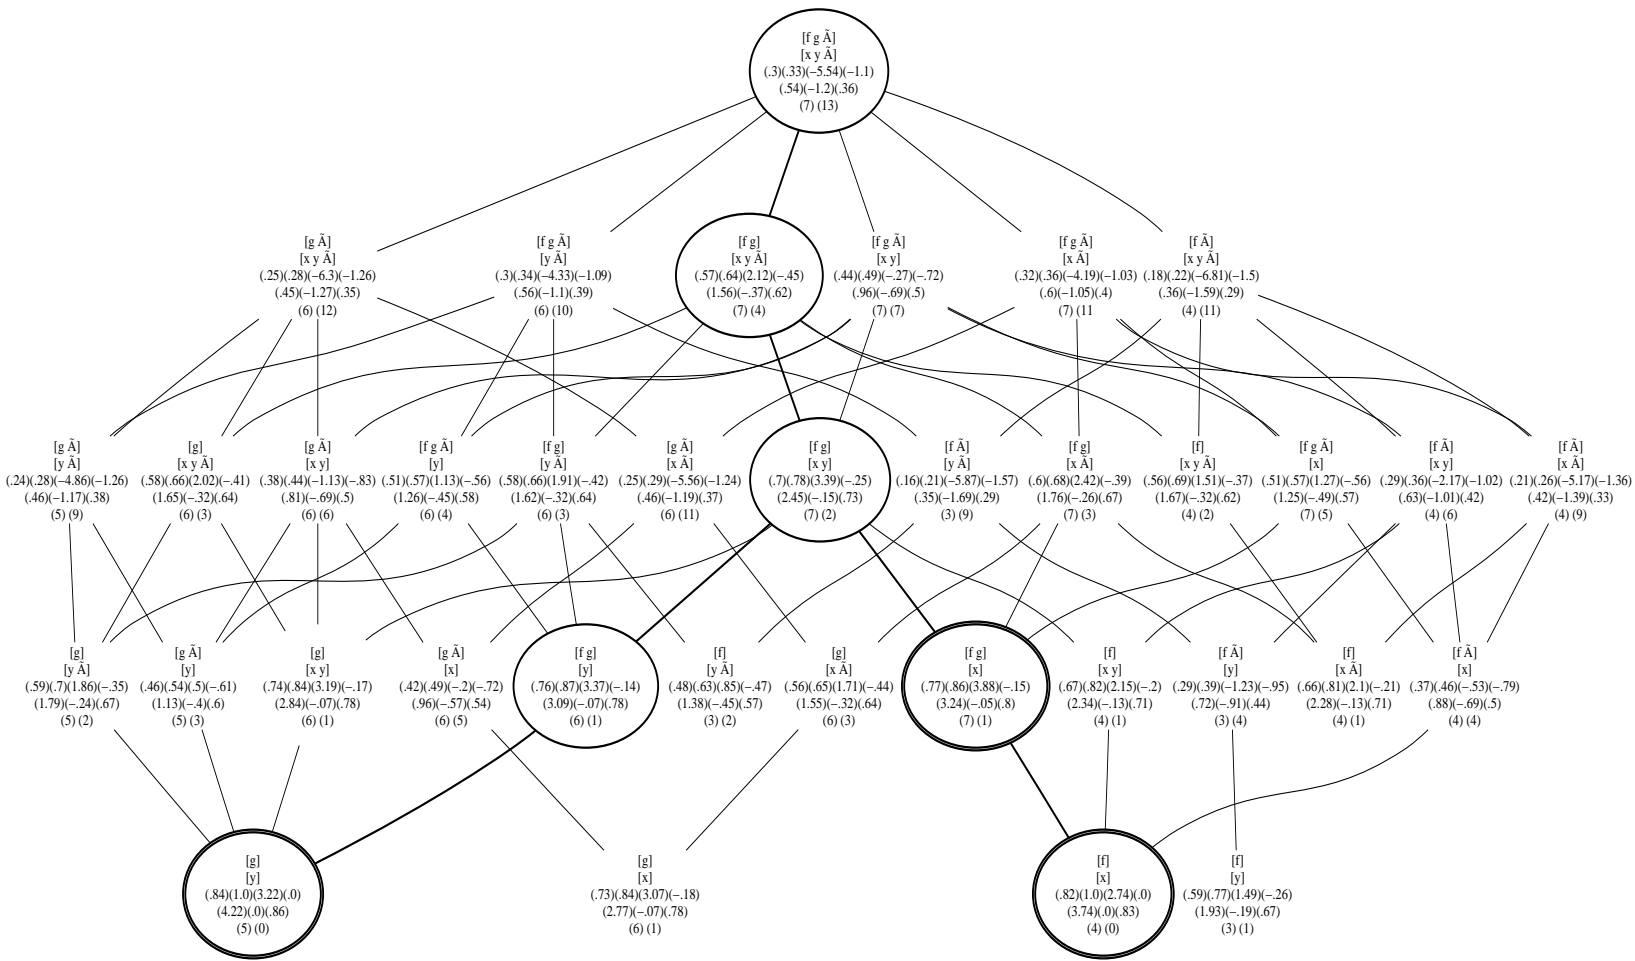 [f g Ã]
[x y Ã]
(.3)(.33)(–5.54)(–1.1)
(.54)(–1.2)(.36)
(7) (13)
[g Ã]
[x y Ã]
(.25)(.28)(–6.3)(–1.26)
(.45)(–1.27)(.35)
(6) (12)
[f g Ã]
[y Ã]
(.3)(.34)(–4.33)(–1.09)
(.56)(–1.1)(.39)
(6) (10)
[f g]
[x y Ã]
(.57)(.64)(2.12)(–.45)
(1.56)(–.37)(.62)
(7) (4)
[f g Ã]
[x y]
(.44)(.49)(–.27)(–.72)
(.96)(–.69)(.5)
(7) (7)
[f g Ã]
[x Ã]
(.32)(.36)(–4.19)(–1.03)
(.6)(–1.05)(.4)
(7) (11
[f Ã]
[x y Ã]
(.18)(.22)(–6.81)(–1.5)
(.36)(–1.59)(.29)
(4) (11)
[g Ã]
[y Ã]
(.24)(.28)(–4.86)(–1.26)
(.46)(–1.17)(.38)
(5) (9)
[g]
[x y Ã]
(.58)(.66)(2.02)(–.41)
(1.65)(–.32)(.64)
(6) (3)
[g Ã]
[x y]
(.38)(.44)(–1.13)(–.83)
(.81)(–.69)(.5)
(6) (6)
[f g Ã]
[y]
(.51)(.57)(1.13)(–.56)
(1.26)(–.45)(.58)
(6) (4)
[f g]
[y Ã]
(.58)(.66)(1.91)(–.42)
(1.62)(–.32)(.64)
(6) (3)
[g Ã]
[x Ã]
(.25)(.29)(–5.56)(–1.24)
(.46)(–1.19)(.37)
(6) (11)
[f g]
[x y]
(.7)(.78)(3.39)(–.25)
(2.45)(–.15)(.73)
(7) (2)
[f Ã]
[y Ã]
(.16)(.21)(–5.87)(–1.57)
(.35)(–1.69)(.29)
(3) (9)
[f g]
[x Ã]
(.6)(.68)(2.42)(–.39)
(1.76)(–.26)(.67)
(7) (3)
[f]
[x y Ã]
(.56)(.69)(1.51)(–.37)
(1.67)(–.32)(.62)
(4) (2)
[f g Ã]
[x]
(.51)(.57)(1.27)(–.56)
(1.25)(–.49)(.57)
(7) (5)
[f Ã]
[x y]
(.29)(.36)(–2.17)(–1.02)
(.63)(–1.01)(.42)
(4) (6)
[f Ã]
[x Ã]
(.21)(.26)(–5.17)(–1.36)
(.42)(–1.39)(.33)
(4) (9)
[g]
[y Ã]
(.59)(.7)(1.86)(–.35)
(1.79)(–.24)(.67)
(5) (2)
[g Ã]
[y]
(.46)(.54)(.5)(–.61)
(1.13)(–.4)(.6)
(5) (3)
[g]
[x y]
(.74)(.84)(3.19)(–.17)
(2.84)(–.07)(.78)
(6) (1)
[g Ã]
[x]
(.42)(.49)(–.2)(–.72)
(.96)(–.57)(.54)
(6) (5)
[f g]
[y]
(.76)(.87)(3.37)(–.14)
(3.09)(–.07)(.78)
(6) (1)
[f]
[y Ã]
(.48)(.63)(.85)(–.47)
(1.38)(–.45)(.57)
(3) (2)
[g]
[x Ã]
(.56)(.65)(1.71)(–.44)
(1.55)(–.32)(.64)
(6) (3)
[f g]
[x]
(.77)(.86)(3.88)(–.15)
(3.24)(–.05)(.8)
(7) (1)
[f]
[x y]
(.67)(.82)(2.15)(–.2)
(2.34)(–.13)(.71)
(4) (1)
[f Ã]
[y]
(.29)(.39)(–1.23)(–.95)
(.72)(–.91)(.44)
(3) (4)
[f]
[x Ã]
(.66)(.81)(2.1)(–.21)
(2.28)(–.13)(.71)
(4) (1)
[f Ã]
[x]
(.37)(.46)(–.53)(–.79)
(.88)(–.69)(.5)
(4) (4)
[g]
[y]
(.84)(1.0)(3.22)(.0)
(4.22)(.0)(.86)
(5) (0)
[g]
[x]
(.73)(.84)(3.07)(–.18)
(2.77)(–.07)(.78)
(6) (1)
[f]
[x]
(.82)(1.0)(2.74)(.0)
(3.74)(.0)(.83)
(4) (0)
[f]
[y]
(.59)(.77)(1.49)(–.26)
(1.93)(–.19)(.67)
(3) (1)